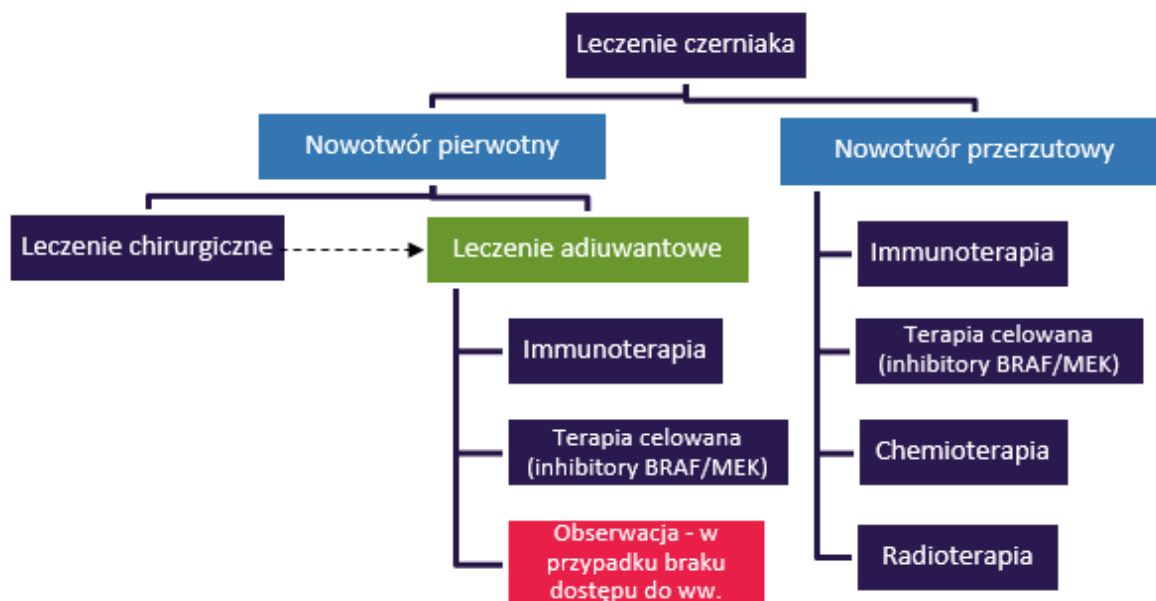 Leczenie czerniaka
Nowotwór pierwotny
Nowotwór przerzutowy
Leczenie chirurgiczne
Leczenie adiuwantowe
Immunoterapia
Terapia celowana
(inhibitory BRAF/MEK)
Obserwacja - w
przypadku braku
dostępu do ww.
Immunoterapia
Terapia celowana
(inhibitory BRAF/MEK)
Chemioterapia
Radioterapia